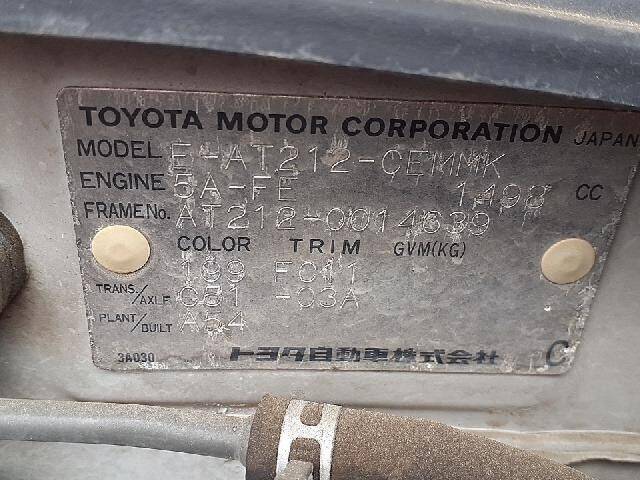 TOYOTA MOTOR CORPORATION JAPAN
MODEL E-AT212-CEMNK
ENGINE 5A-FE 1,498 CC
FRAME No. AT212-0014639
COLOR TRIM GVM(KG)
199 FC11
TRANS./AXLE C51 -03A
PLANT/BUILT A54
3A030 トヨタ自動車株式会社 C